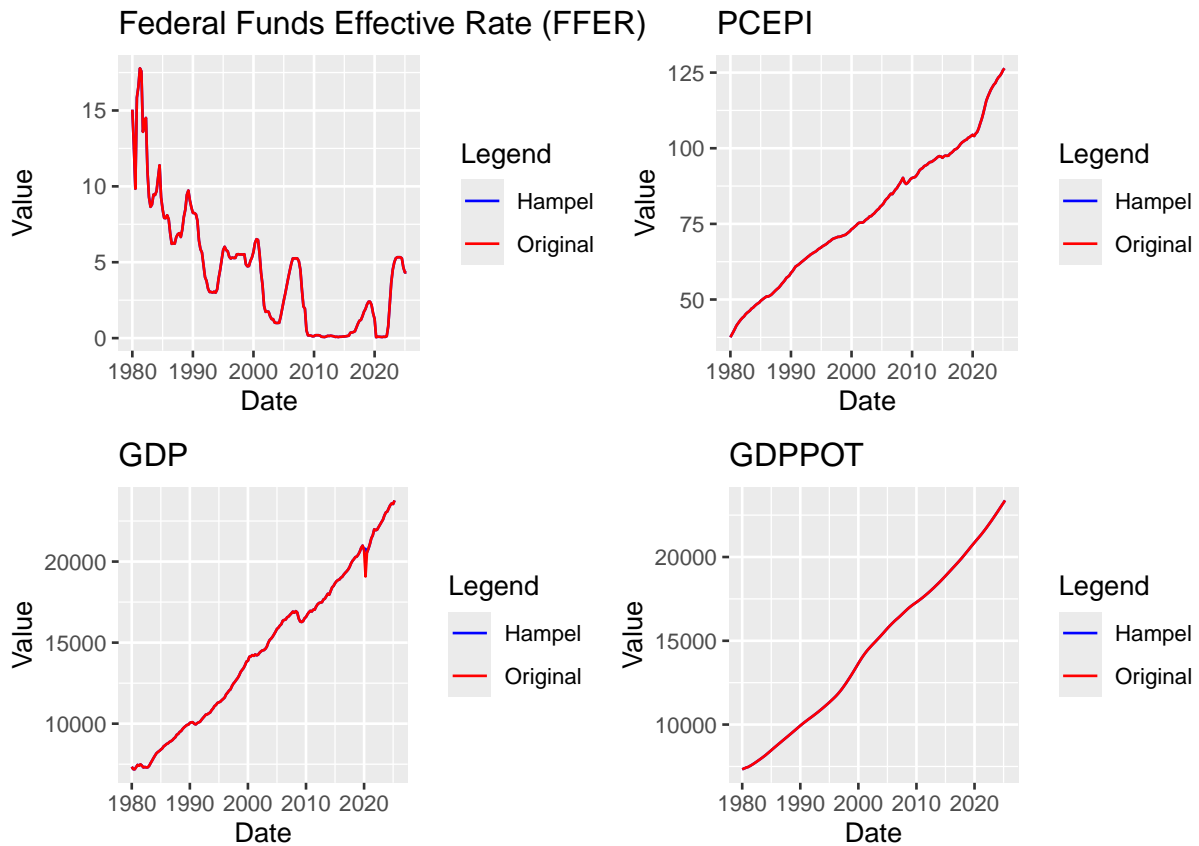 Federal Funds Effective Rate (FFER)
Value
15
10
5
0
1980 1990 2000 2010 2020
Date
Legend
Hampel
Original
PCEPI
Value
125
100
75
50
1980 1990 2000 2010 2020
Date
Legend
Hampel
Original
GDP
Value
20000
15000
10000
1980 1990 2000 2010 2020
Date
Legend
Hampel
Original
GDPPOT
Value
20000
15000
10000
1980 1990 2000 2010 2020
Date
Legend
Hampel
Original